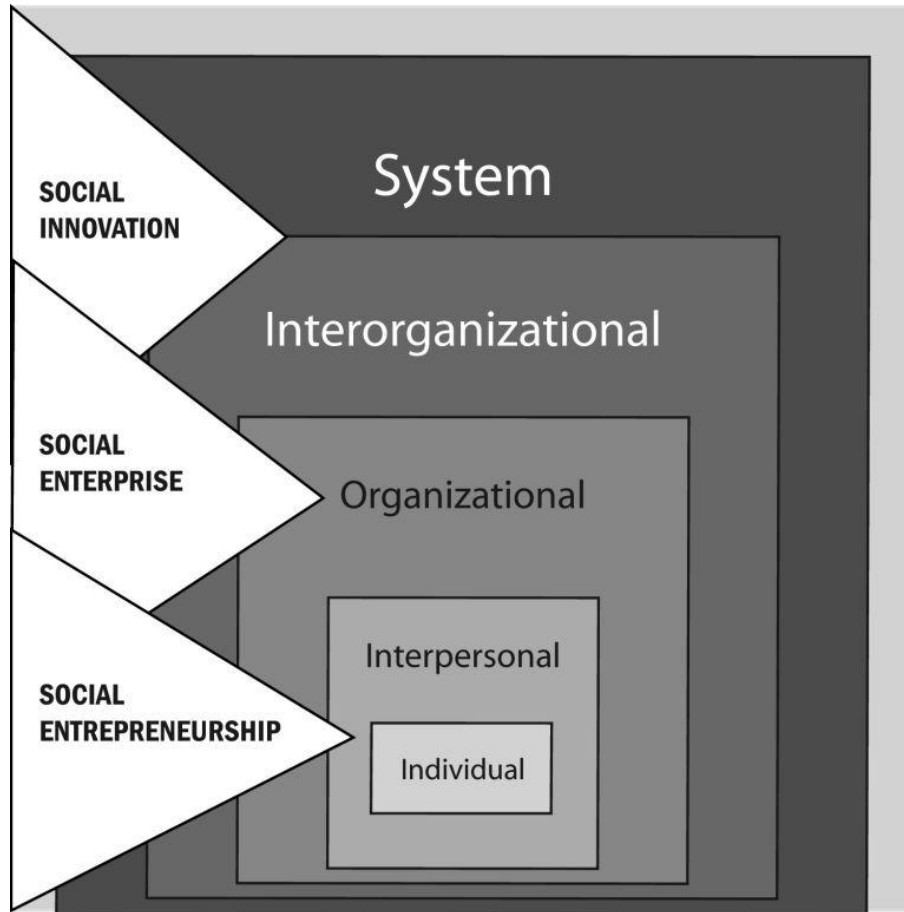 System
SOCIAL
INNOVATION
Interorganizational
SOCIAL
ENTERPRISE
Organizational
Interpersonal
SOCIAL
ENTREPRENEURSHIP
Individual